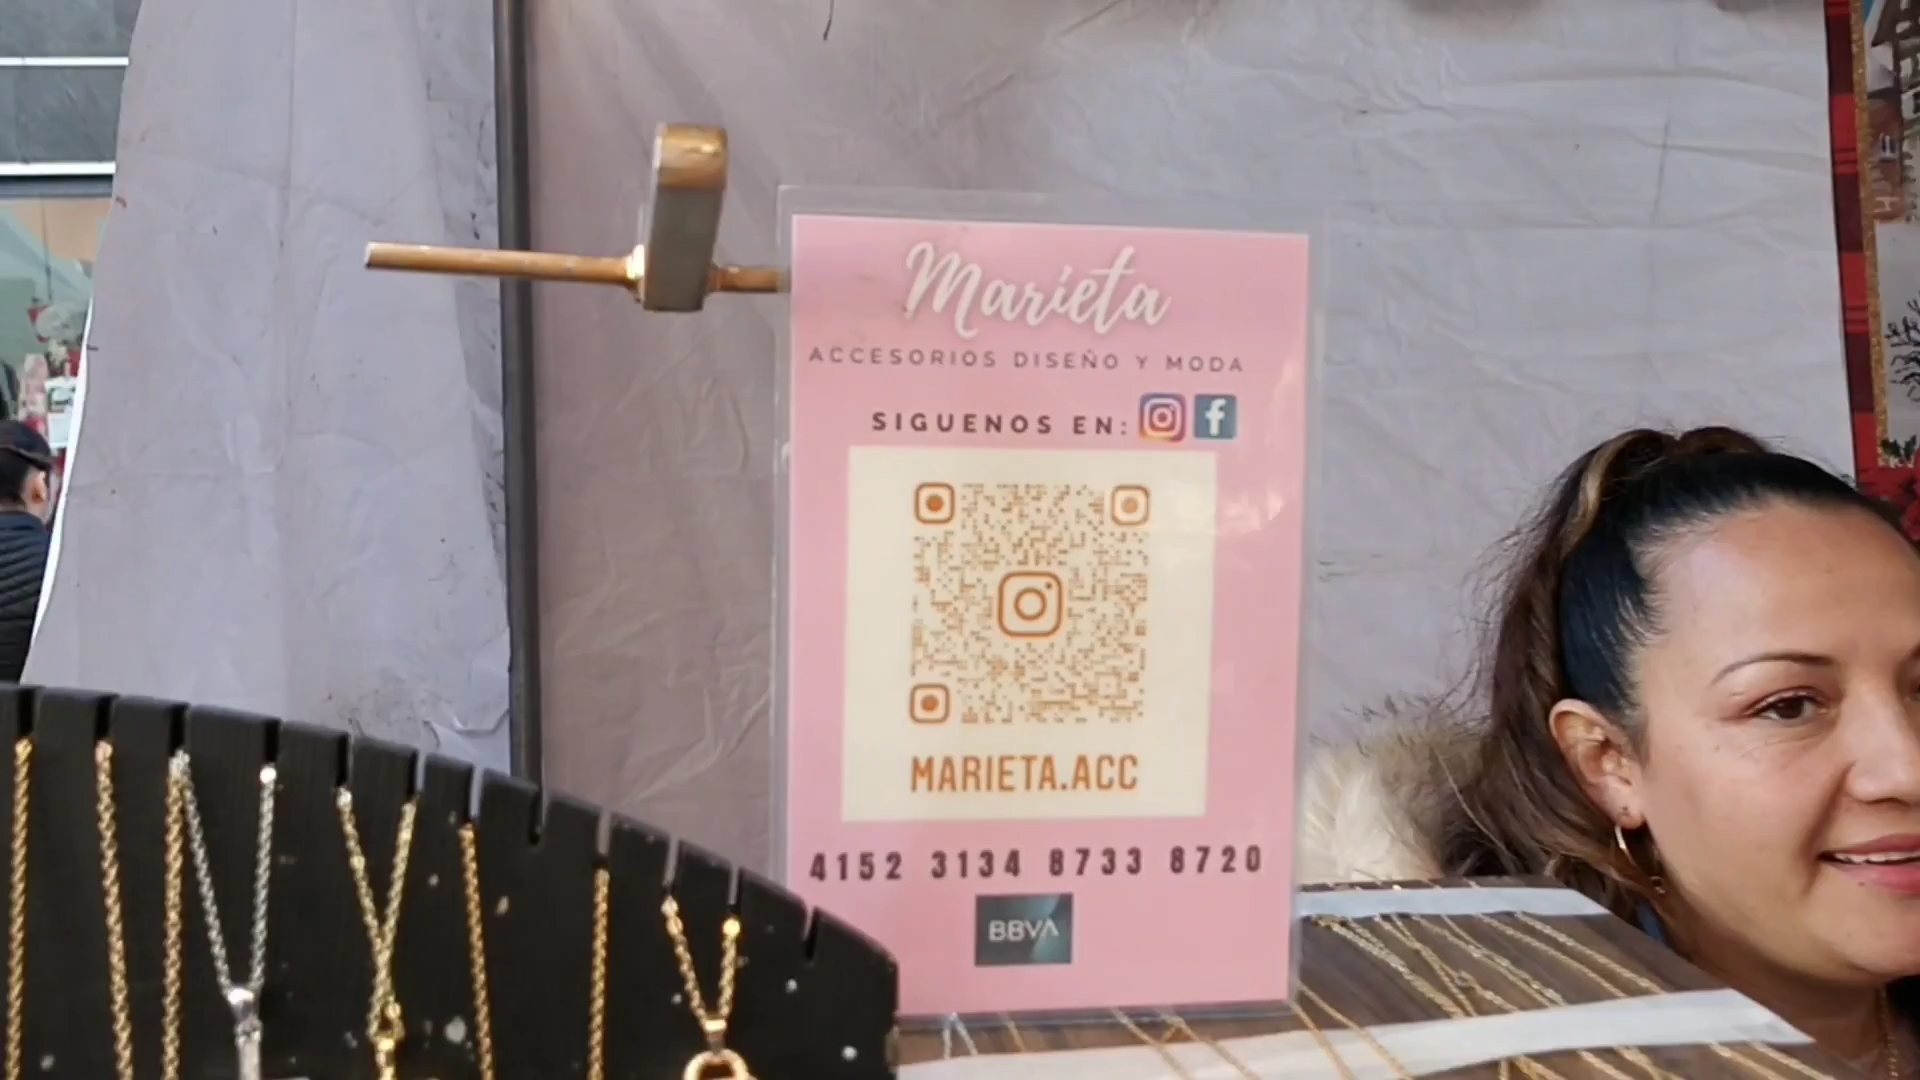 Marieta
ACCESORIOS DISEÑO Y MODA
SIGUENOS EN:
MARIETA.ACC
4152 3134 8733 8720
BBVA